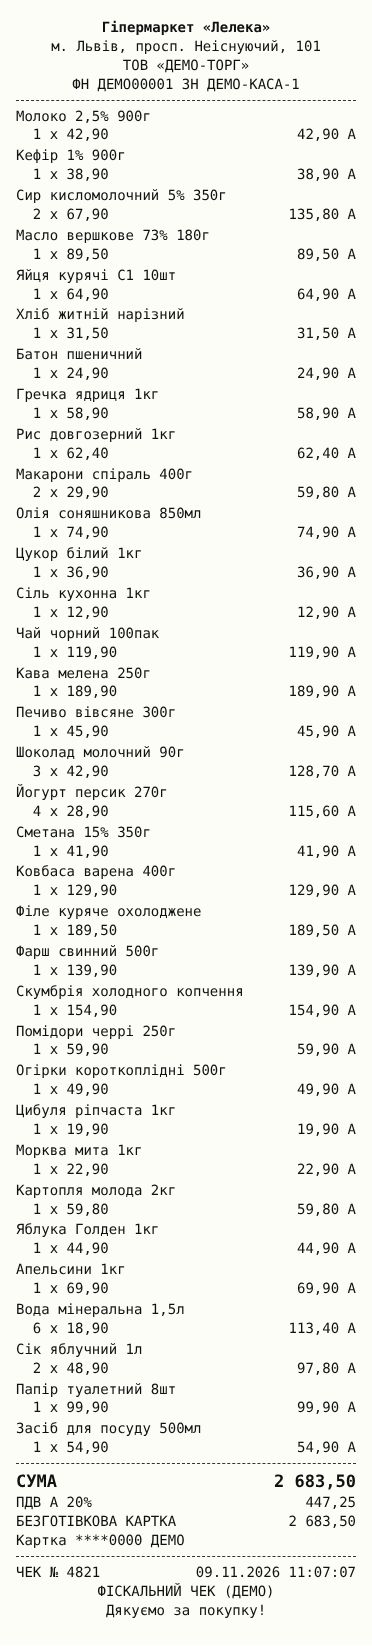 Гіпермаркет «Лелека»
м. Львів, просп. Неіснуючий, 101
ТОВ «ДЕМО-ТОРГ»
ФН ДЕМО00001 ЗН ДЕМО-КАСА-1
Молоко 2,5% 900г
1 x 42,90 42,90 А
Кефір 1% 900г
1 x 38,90 38,90 А
Сир кисломолочний 5% 350г
2 x 67,90 135,80 А
Масло вершкове 73% 180г
1 x 89,50 89,50 А
Яйця курячі С1 10шт
1 x 64,90 64,90 А
Хліб житній нарізний
1 x 31,50 31,50 А
Батон пшеничний
1 x 24,90 24,90 А
Гречка ядриця 1кг
1 x 58,90 58,90 А
Рис довгозерний 1кг
1 x 62,40 62,40 А
Макарони спіраль 400г
2 x 29,90 59,80 А
Олія соняшникова 850мл
1 x 74,90 74,90 А
Цукор білий 1кг
1 x 36,90 36,90 А
Сіль кухонна 1кг
1 x 12,90 12,90 А
Чай чорний 100пак
1 x 119,90 119,90 А
Кава мелена 250г
1 x 189,90 189,90 А
Печиво вівсяне 300г
1 x 45,90 45,90 А
Шоколад молочний 90г
3 x 42,90 128,70 А
Йогурт персик 270г
4 x 28,90 115,60 А
Сметана 15% 350г
1 x 41,90 41,90 А
Ковбаса варена 400г
1 x 129,90 129,90 А
Філе куряче охолоджене
1 x 189,50 189,50 А
Фарш свинний 500г
1 x 139,90 139,90 А
Скумбрія холодного копчення
1 x 154,90 154,90 А
Помідори черрі 250г
1 x 59,90 59,90 А
Огірки короткоплідні 500г
1 x 49,90 49,90 А
Цибуля ріпчаста 1кг
1 x 19,90 19,90 А
Морква мита 1кг
1 x 22,90 22,90 А
Картопля молода 2кг
1 x 59,80 59,80 А
Яблука Голден 1кг
1 x 44,90 44,90 А
Апельсини 1кг
1 x 69,90 69,90 А
Вода мінеральна 1,5л
6 x 18,90 113,40 А
Сік яблучний 1л
2 x 48,90 97,80 А
Папір туалетний 8шт
1 x 99,90 99,90 А
Засіб для посуду 500мл
1 x 54,90 54,90 А
СУМА 2 683,50
ПДВ А 20% 447,25
БЕЗГОТІВКОВА КАРТКА 2 683,50
Картка ****0000 ДЕМО
ЧЕК № 4821 09.11.2026 11:07:07
ФІСКАЛЬНИЙ ЧЕК (ДЕМО)
Дякуємо за покупку!